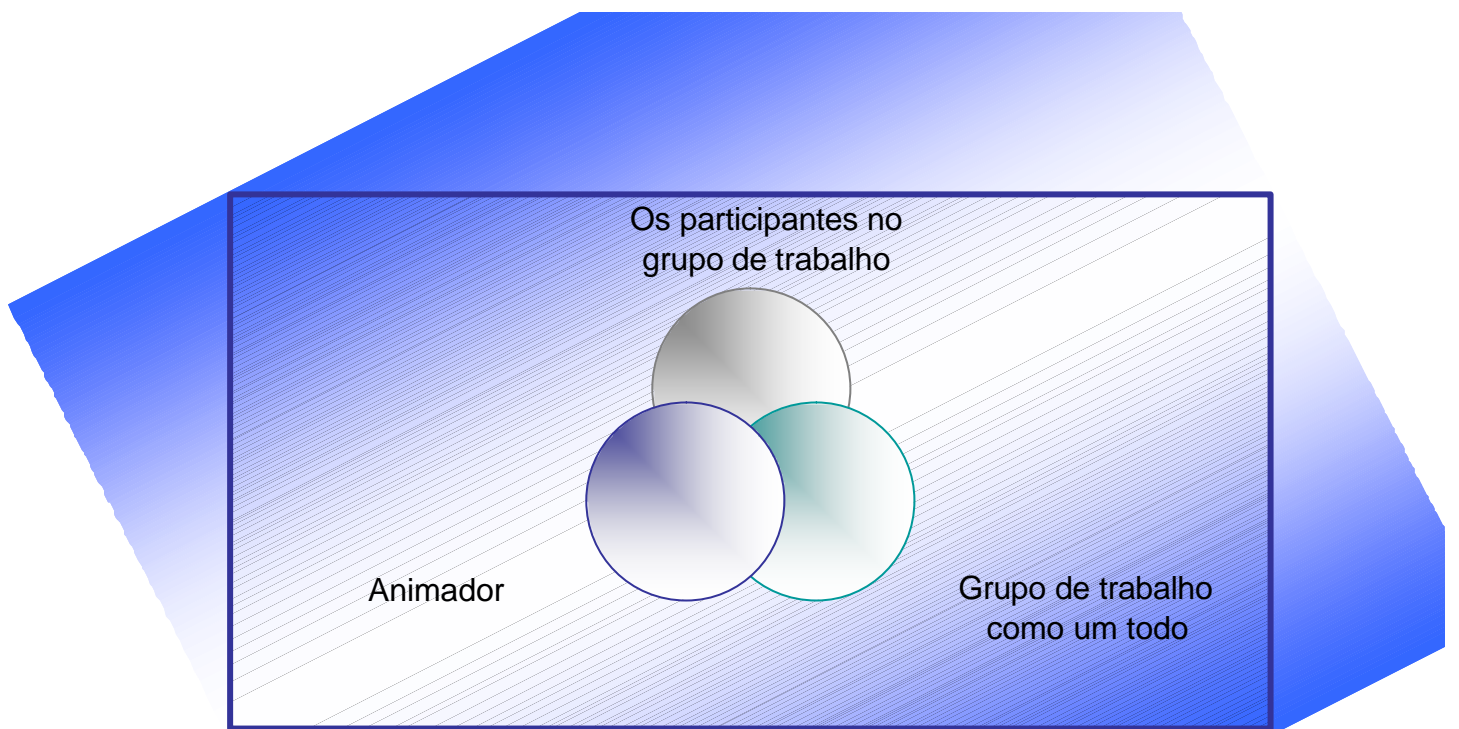 Os participantes no
grupo de trabalho
Animador
Grupo de trabalho
como um todo